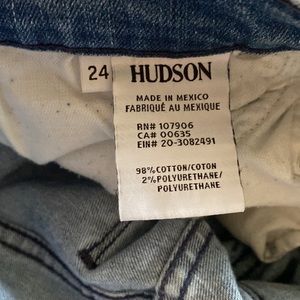 24
HUDSON
MADE IN MEXICO
FABRIQUÉ AU MEXIQUE
RN# 107906
CA# 00635
EIN# 20-3082491
98% COTTON/COTON
2% POLYURETHANE/
POLYURETHANE